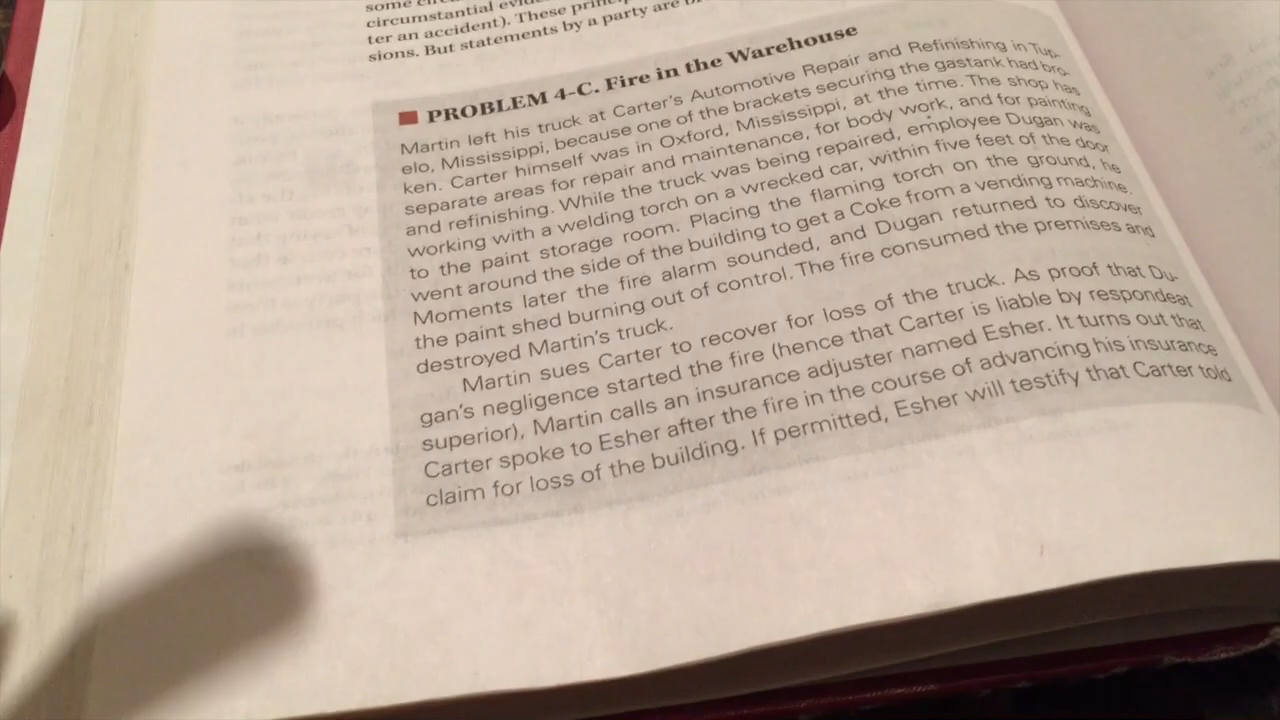 some
circumstantial
ter an accident). These
sions. But statements by a party are
PROBLEM 4-C. Fire in the Warehouse
Martin left his truck at Carter's Automotive Repair and Refinishing in Tup-
elo, Mississippi, because one of the brackets securing the gastank had bro-
ken. Carter himself was in Oxford, Mississippi, at the time. The shop has
separate areas for repair and maintenance, for body work, and for painting
and refinishing. While the truck was being repaired, employee Dugan was
working with a welding torch on a wrecked car, within five feet of the door
to the paint storage room. Placing the flaming torch on the ground, he
went around the side of the building to get a Coke from a vending machine.
Moments later the fire alarm sounded, and Dugan returned to discover
the paint shed burning out of control. The fire consumed the premises and
destroyed Martin's truck.
Martin sues Carter to recover for loss of the truck. As proof that Du-
gan's negligence started the fire (hence that Carter is liable by respondeat
superior), Martin calls an insurance adjuster named Esher. It turns out that
Carter spoke to Esher after the fire in the course of advancing his insurance
claim for loss of the building. If permitted, Esher will testify that Carter told